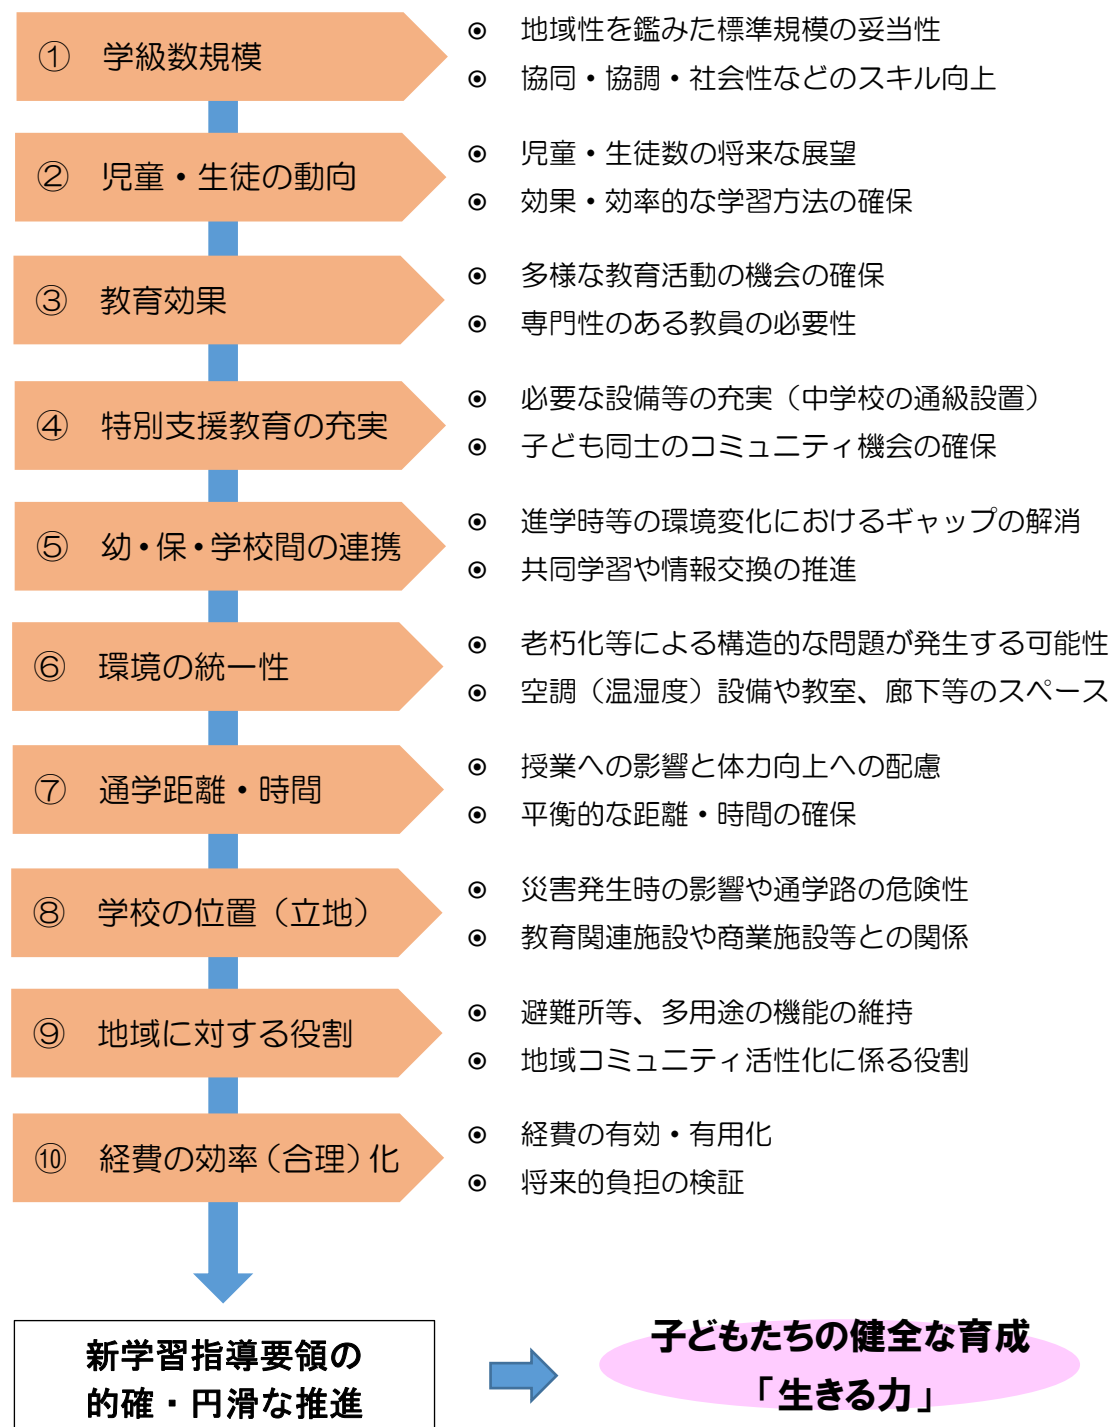 ① 学級数規模
地域性を鑑みた標準規模の妥当性
協同・協調・社会性などのスキル向上
② 児童・生徒の動向
児童・生徒数の将来な展望
効果・効率的な学習方法の確保
③ 教育効果
多様な教育活動の機会の確保
専門性のある教員の必要性
④ 特別支援教育の充実
必要な設備等の充実（中学校の通級設置）
子ども同士のコミュニティ機会の確保
⑤ 幼・保・学校間の連携
進学時等の環境変化におけるギャップの解消
共同学習や情報交換の推進
⑥ 環境の統一性
老朽化等による構造的な問題が発生する可能性
空調（温湿度）設備や教室、廊下等のスペース
⑦ 通学距離・時間
授業への影響と体力向上への配慮
平衡的な距離・時間の確保
⑧ 学校の位置（立地）
災害発生時の影響や通学路の危険性
教育関連施設や商業施設等との関係
⑨ 地域に対する役割
避難所等、多用途の機能の維持
地域コミュニティ活性化に係る役割
⑩ 経費の効率（合理）化
経費の有効・有用化
将来的負担の検証
新学習指導要領の
的確・円滑な推進
子どもたちの健全な育成
「生きる力」